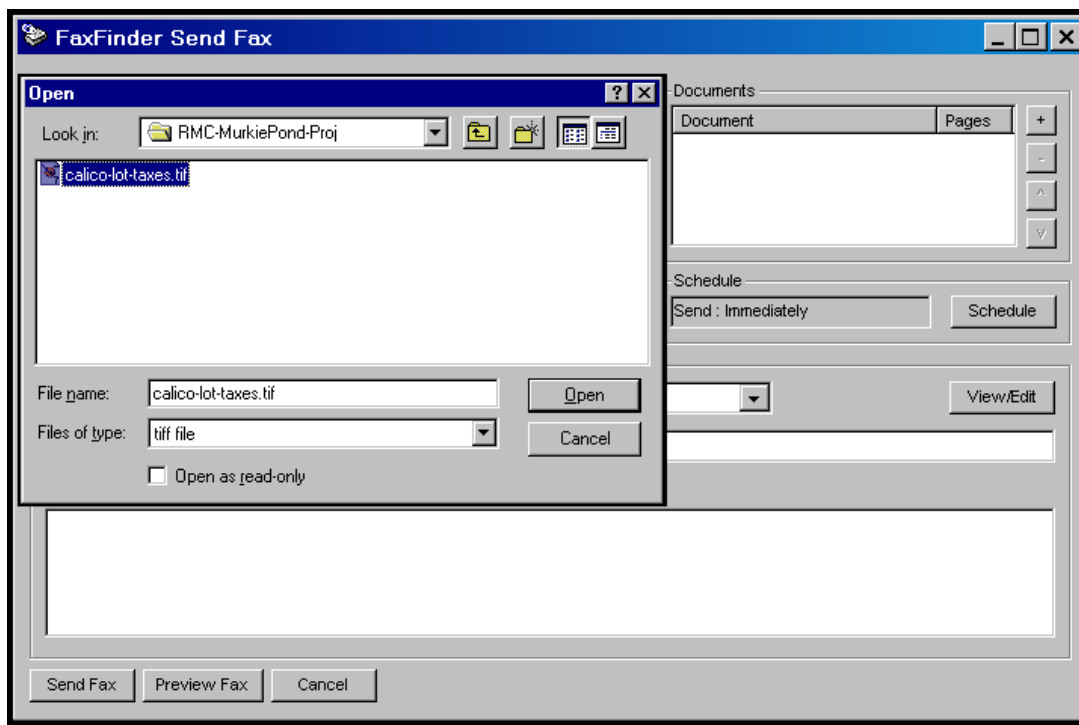 FaxFinder Send Fax
Open
Look in: RMC-MurkiePond-Proj
calico-lot-taxes.tif
File name: calico-lot-taxes.tif Open
Files of type: tiff file Cancel
Open as read-only
Documents
Document Pages +
-
^
v
Schedule
Send : Immediately Schedule
View/Edit
Send Fax Preview Fax Cancel